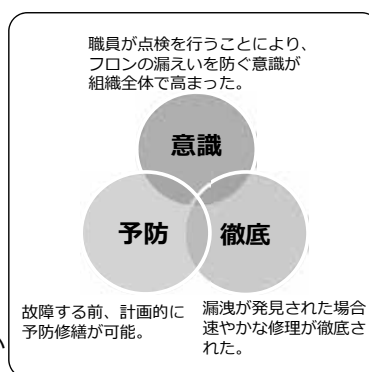 職員が点検を行うことにより、
フロンの漏えいを防ぐ意識が
組織全体で高まった。
意識
予防
徹底
故障する前、計画的に
予防修繕が可能。
漏洩が発見された場合
速やかな修理が徹底さ
れた。